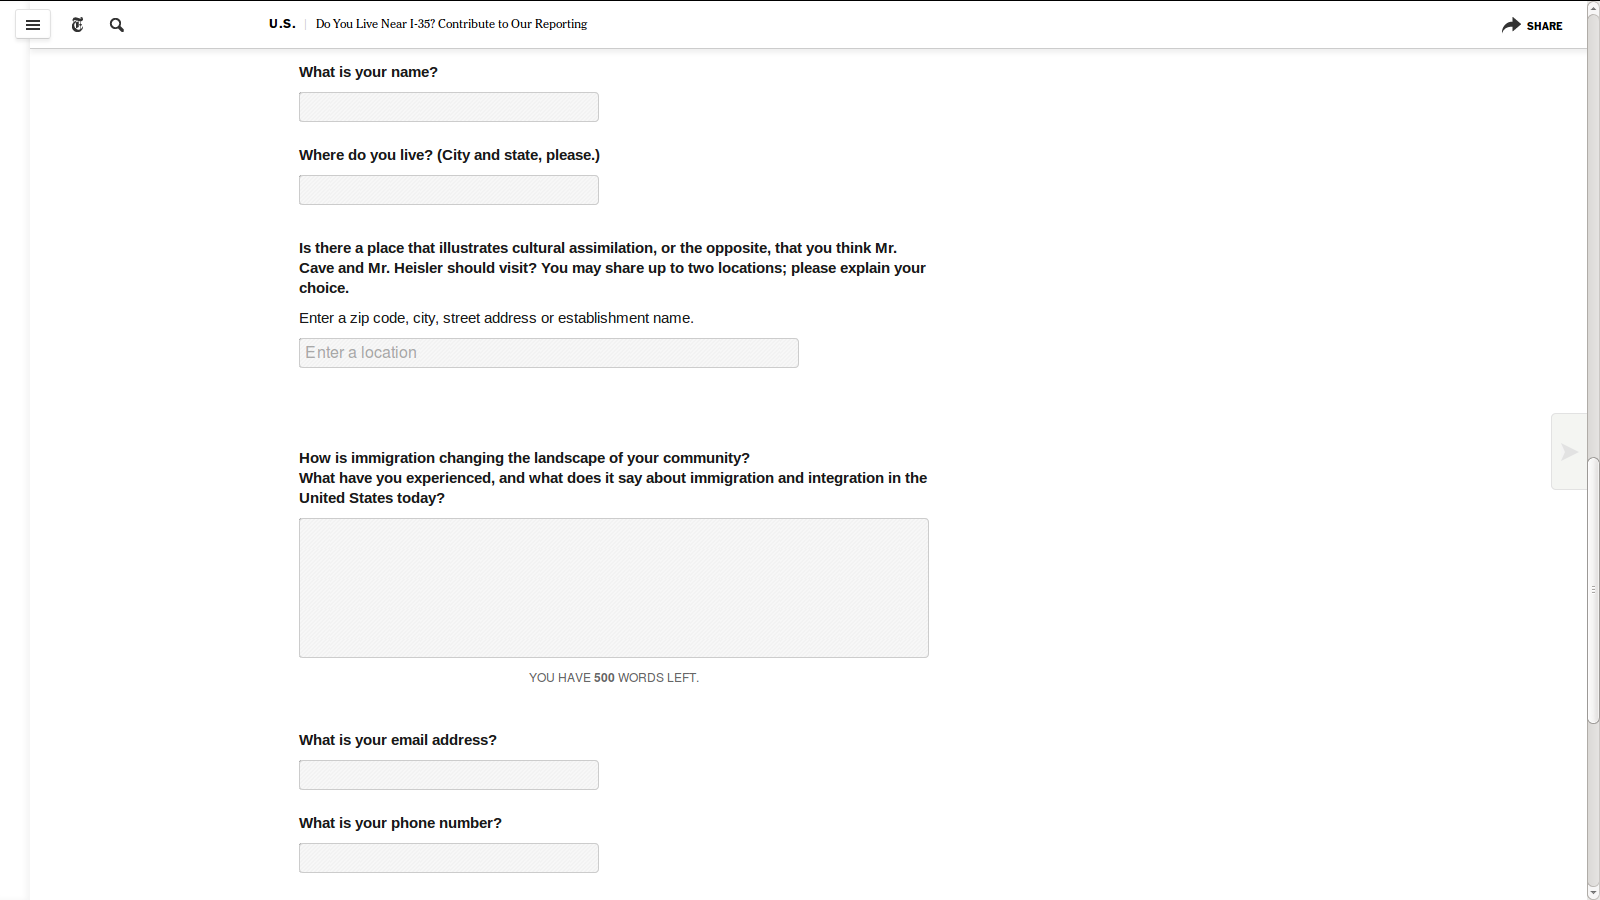 U.S. Do You Live Near I-35? Contribute to Our Reporting
SHARE
What is your name?
Where do you live? (City and state, please.)
Is there a place that illustrates cultural assimilation, or the opposite, that you think Mr.
Cave and Mr. Heisler should visit? You may share up to two locations; please explain your
choice.
Enter a zip code, city, street address or establishment name.
Enter a location
How is immigration changing the landscape of your community?
What have you experienced, and what does it say about immigration and integration in the
United States today?
YOU HAVE 500 WORDS LEFT.
What is your email address?
What is your phone number?